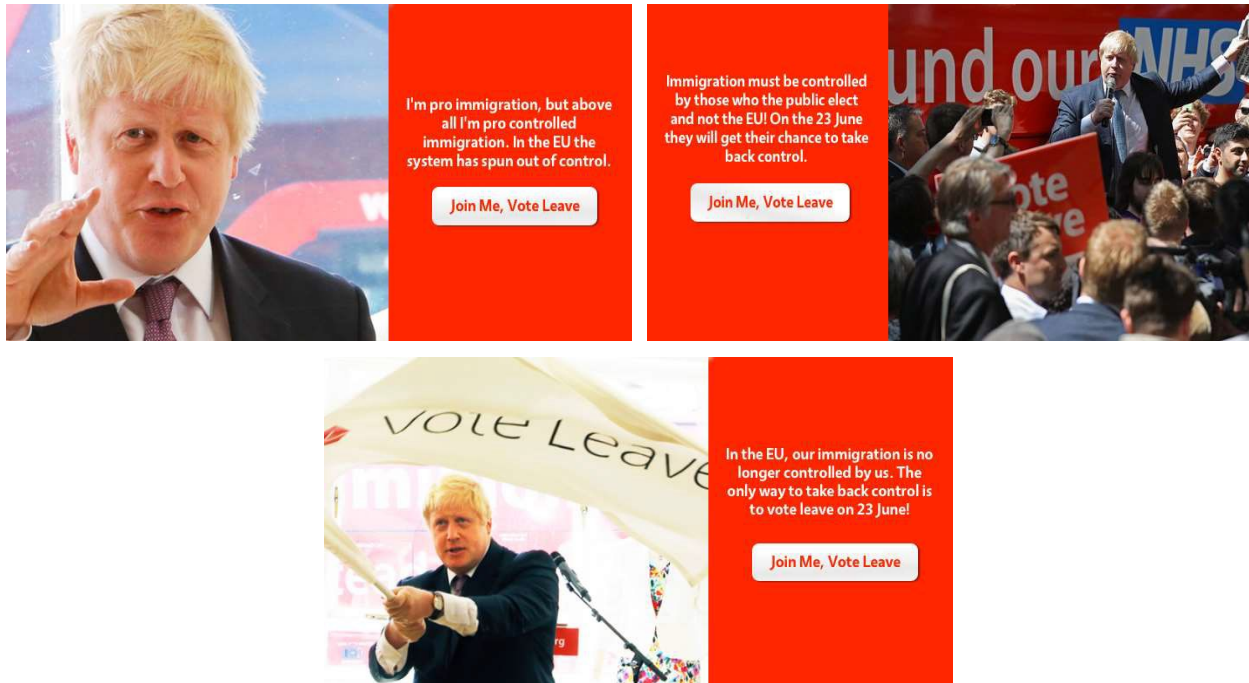 I'm pro immigration, but above
all I'm pro controlled
immigration. In the EU the
system has spun out of control.
Join Me, Vote Leave
Immigration must be controlled
by those who the public elect
and not the EU! On the 23 June
they will get their chance to take
back control.
Join Me, Vote Leave
und our NHS
ote
ve
Vote Leave
In the EU, our immigration is no
longer controlled by us. The
only way to take back control is
to vote leave on 23 June!
Join Me, Vote Leave
rg